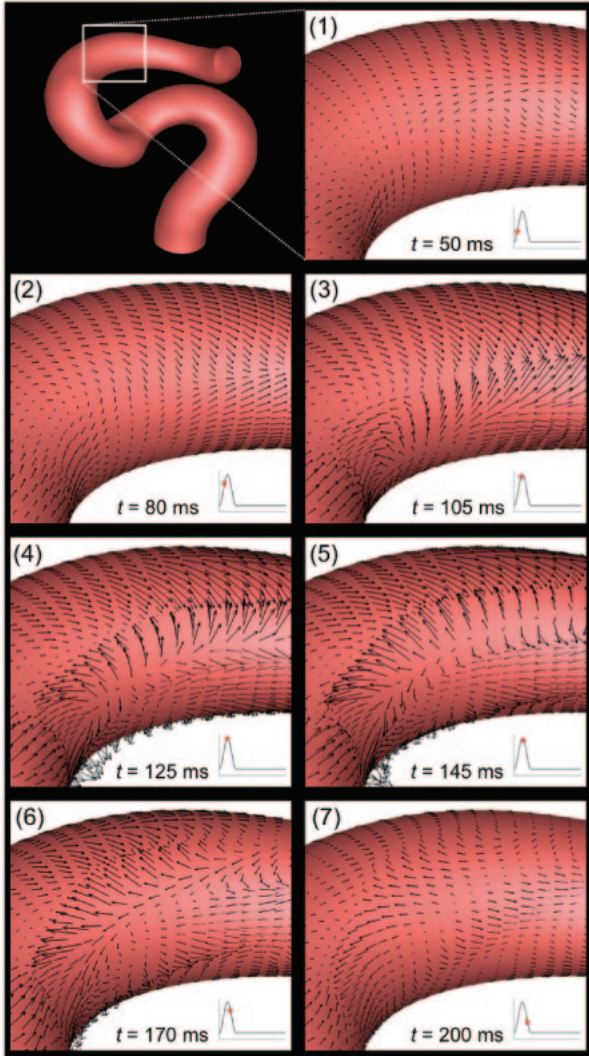 (1)
t = 50 ms
(2)
t = 80 ms
(3)
t = 105 ms
(4)
t = 125 ms
(5)
t = 145 ms
(6)
t = 170 ms
(7)
t = 200 ms